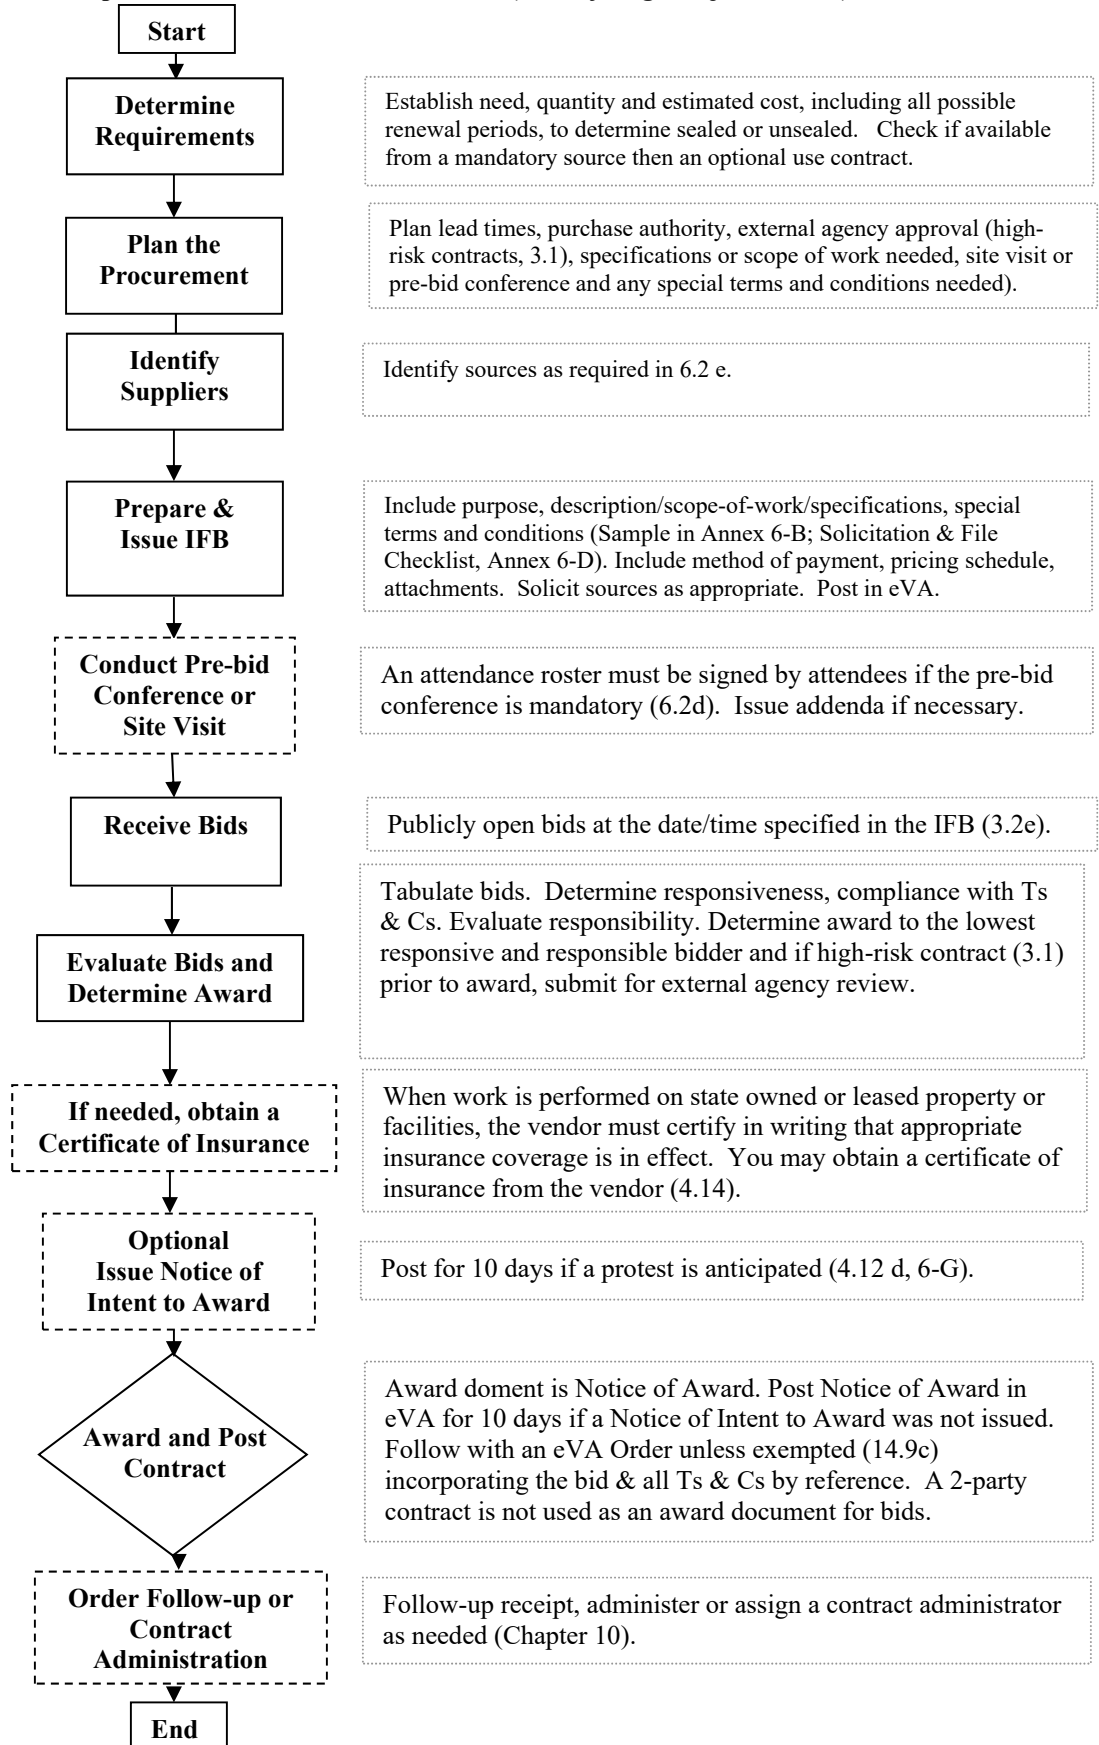 Start
Determine
Requirements
Establish need, quantity and estimated cost, including all possible
renewal periods, to determine sealed or unsealed.   Check if available
from a mandatory source then an optional use contract.
Plan the
Procurement
Plan lead times, purchase authority, external agency approval (high-
risk contracts, 3.1), specifications or scope of work needed, site visit or
pre-bid conference and any special terms and conditions needed).
Identify
Suppliers
Identify sources as required in 6.2 e.
Prepare &
Issue IFB
Include purpose, description/scope-of-work/specifications, special
terms and conditions (Sample in Annex 6-B; Solicitation & File
Checklist, Annex 6-D). Include method of payment, pricing schedule,
attachments.  Solicit sources as appropriate.  Post in eVA.
Conduct Pre-bid
Conference or
Site Visit
An attendance roster must be signed by attendees if the pre-bid
conference is mandatory (6.2d).  Issue addenda if necessary.
Receive Bids
Publicly open bids at the date/time specified in the IFB (3.2e).
Evaluate Bids and
Determine Award
Tabulate bids.  Determine responsiveness, compliance with Ts
& Cs. Evaluate responsibility. Determine award to the lowest
responsive and responsible bidder and if high-risk contract (3.1)
prior to award, submit for external agency review.
If needed, obtain a
Certificate of Insurance
When work is performed on state owned or leased property or
facilities, the vendor must certify in writing that appropriate
insurance coverage is in effect.  You may obtain a certificate of
insurance from the vendor (4.14).
Optional
Issue Notice of
Intent to Award
Post for 10 days if a protest is anticipated (4.12 d, 6-G).
Award and Post
Contract
Award doment is Notice of Award. Post Notice of Award in
eVA for 10 days if a Notice of Intent to Award was not issued.
Follow with an eVA Order unless exempted (14.9c)
incorporating the bid & all Ts & Cs by reference.  A 2-party
contract is not used as an award document for bids.
Order Follow-up or
Contract
Administration
Follow-up receipt, administer or assign a contract administrator
as needed (Chapter 10).
End